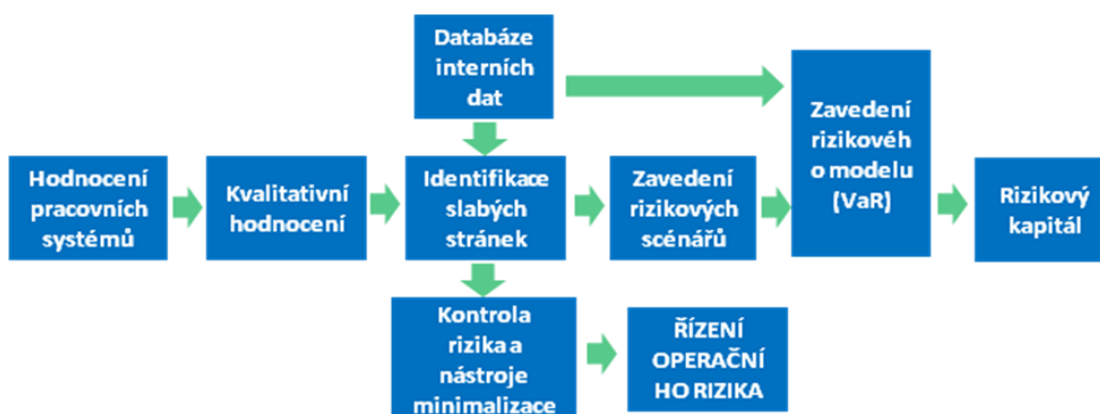 Databáze
interních
dat
Zavedení
rizikovéh
o modelu
(VaR)
Hodnocení
pracovních
systémů
Kvalitativní
hodnocení
Identifikace
slabých
stránek
Zavedení
rizikových
scénářů
Rizikový
kapitál
Kontrola
rizika a
nástroje
minimalizace
ŘÍZENÍ
OPERAČNÍ
HO RIZIKA